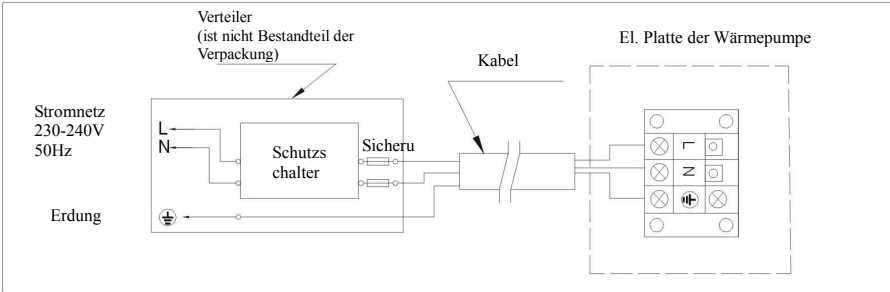 Verteiler
(ist nicht Bestandteil der
Verpackung)
El. Platte der Wärmepumpe
Kabel
Stromnetz
230-240V
50Hz
L
N
Schutzs
chalter
Sicheru
Erdung
L
N